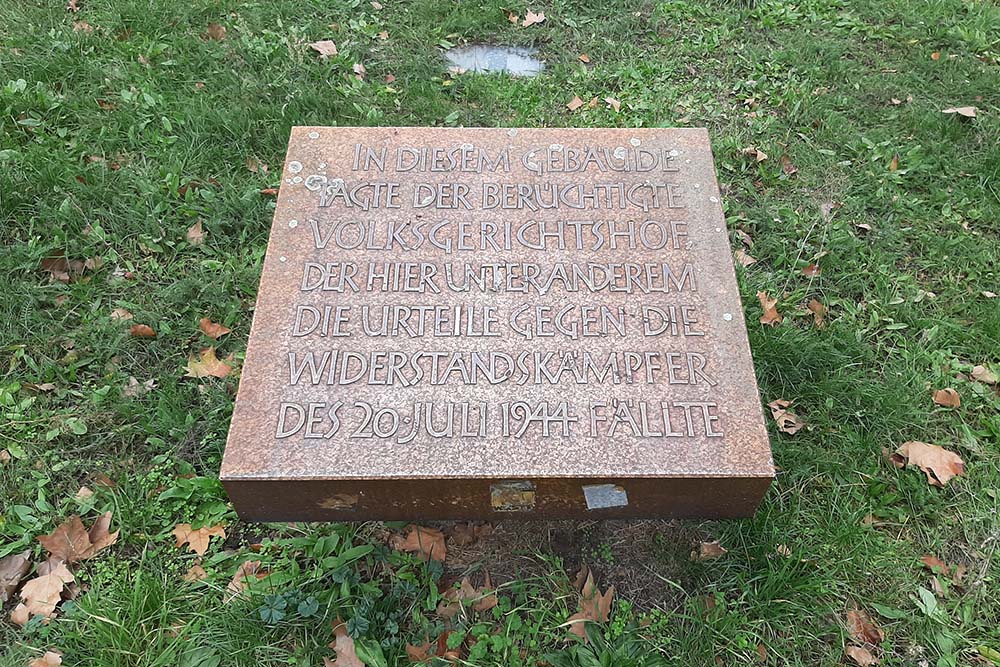 IN DIESEM GEBÄUDE
TAGTE DER BERÜCHTIGTE
VOLKSGERICHTSHOF,
DER HIER UNTER ANDEREM
DIE URTEILE GEGEN DIE
WIDERSTANDSKÄMPFER
DES 20·JULI 1944 FÄLLTE